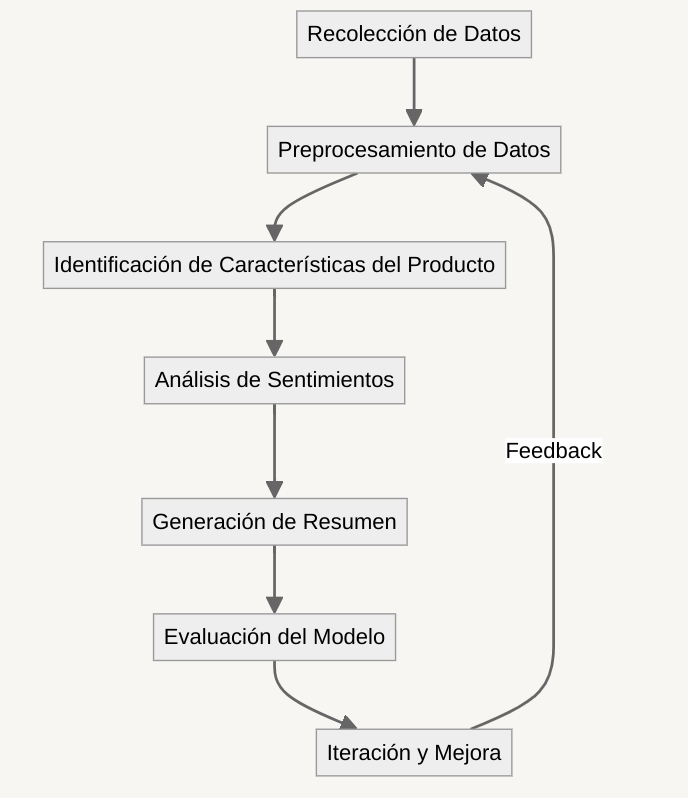 Recolección de Datos
Preprocesamiento de Datos
Identificación de Características del Producto
Análisis de Sentimientos
Feedback
Generación de Resumen
Evaluación del Modelo
Iteración y Mejora